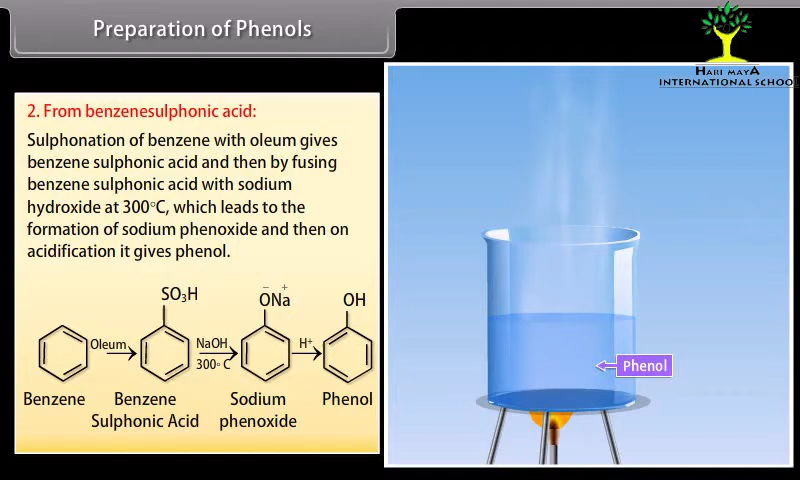 Preparation of Phenols
HARI MAYA
INTERNATIONAL SCHOOL
2. From benzenesulphonic acid:
Sulphonation of benzene with oleum gives
benzene sulphonic acid and then by fusing
benzene sulphonic acid with sodium
hydroxide at 300°C, which leads to the
formation of sodium phenoxide and then on
acidification it gives phenol.
SO₃H
⁻ ⁺
ONa
OH
Oleum
NaOH
300° C
H⁺
Benzene
Benzene
Sulphonic Acid
Sodium
phenoxide
Phenol
Phenol